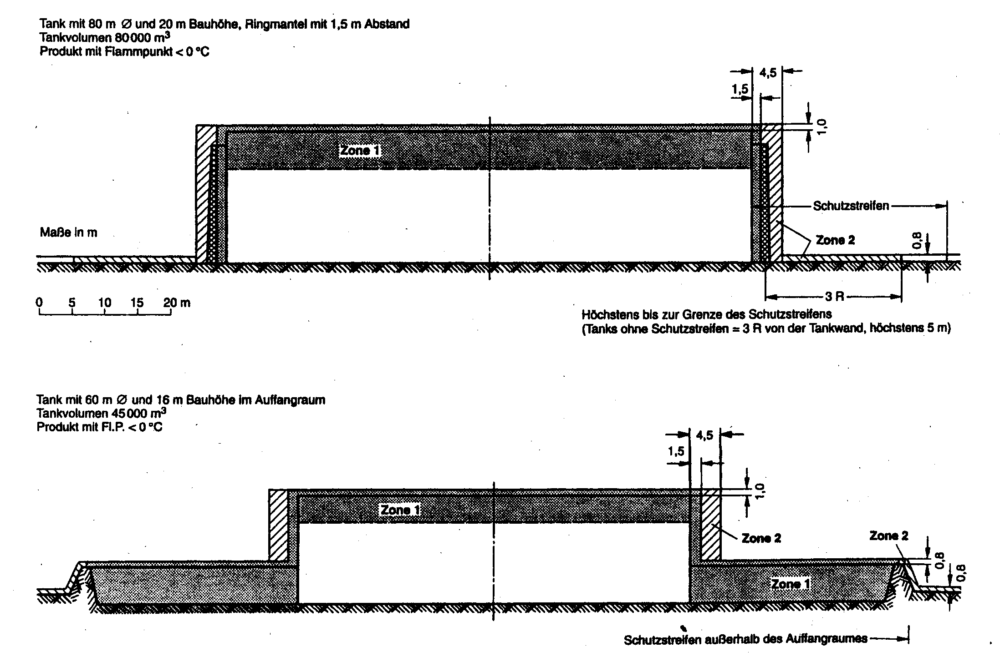 Tank mit 80 m Ø und 20 m Bauhöhe, Ringmantel mit 1,5 m Abstand
Tankvolumen 80000 m³
Produkt mit Flammpunkt < 0 °C
4,5
1,5
1,0
Zone 1
Schutzstreifen
Maße in m
Zone 2
0,8
0 5 10 15 20 m
3 R
Höchstens bis zur Grenze des Schutzstreifens
(Tanks ohne Schutzstreifen = 3 R von der Tankwand, höchstens 5 m)
Tank mit 60 m Ø und 16 m Bauhöhe im Auffangraum
Tankvolumen 45000 m³
Produkt mit Fl.P. < 0 °C
4,5
1,5
1,0
Zone 1
Zone 2
Zone 2
0,8
0,8
Zone 1
Schutzstreifen außerhalb des Auffangraumes